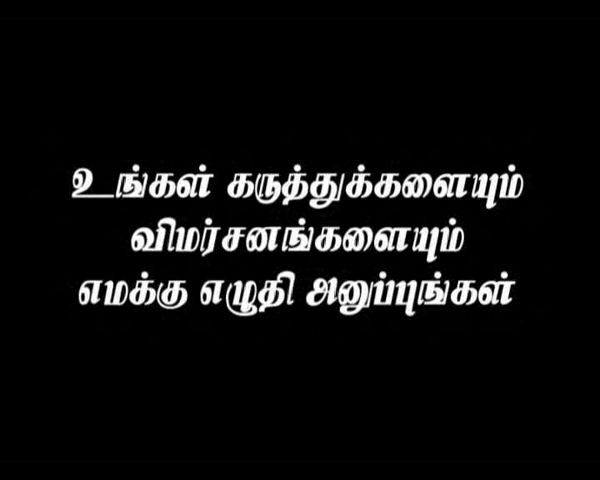 உங்கள் கருத்துக்களையும்
விமர்சனங்களையும்
எமக்கு எழுதி அனுப்புங்கள்